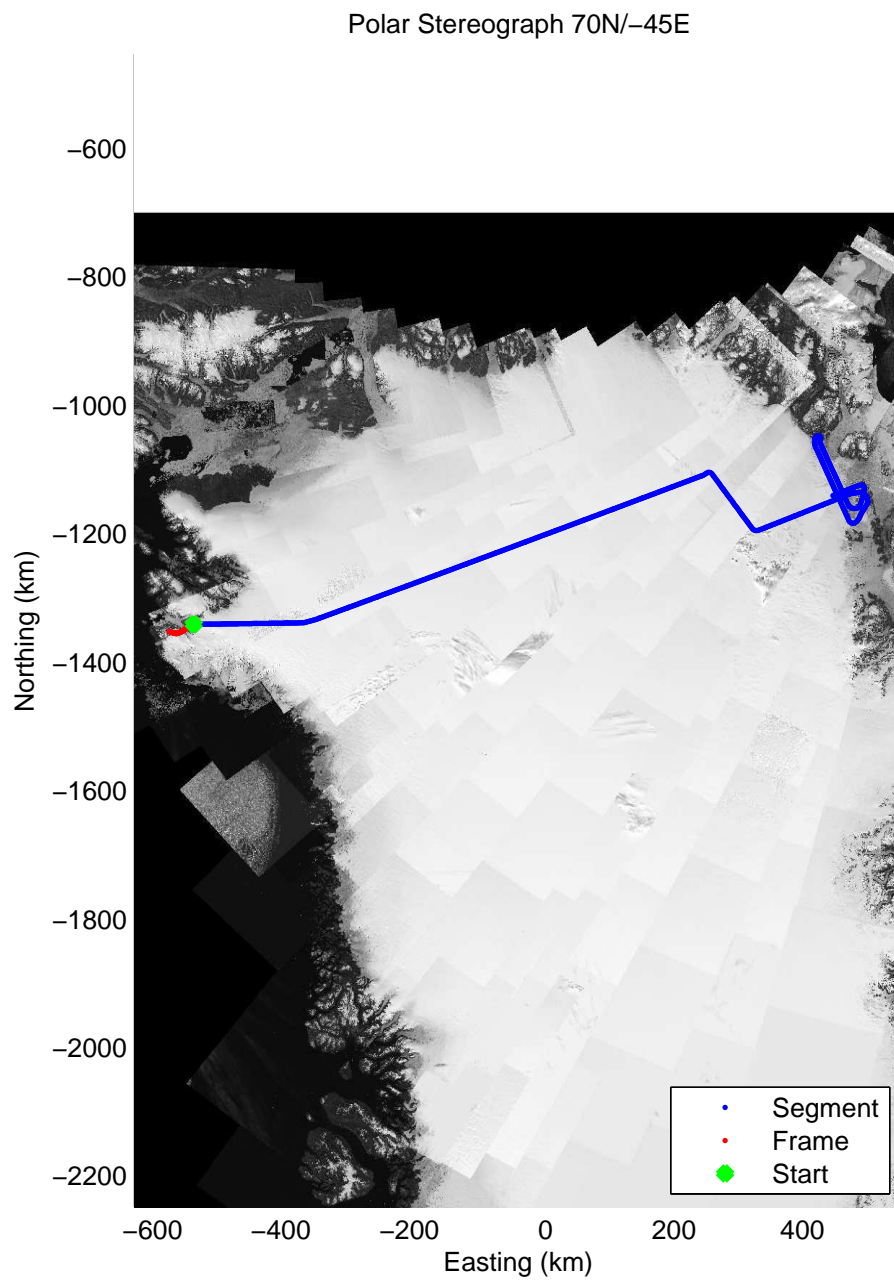 Polar Stereograph 70N/−45E
−600
−800
−1000
−1200
−1400
−1600
−1800
−2000
−2200
Northing (km)
−600 −400 −200 0 200 400
Easting (km)
Segment
Frame
Start